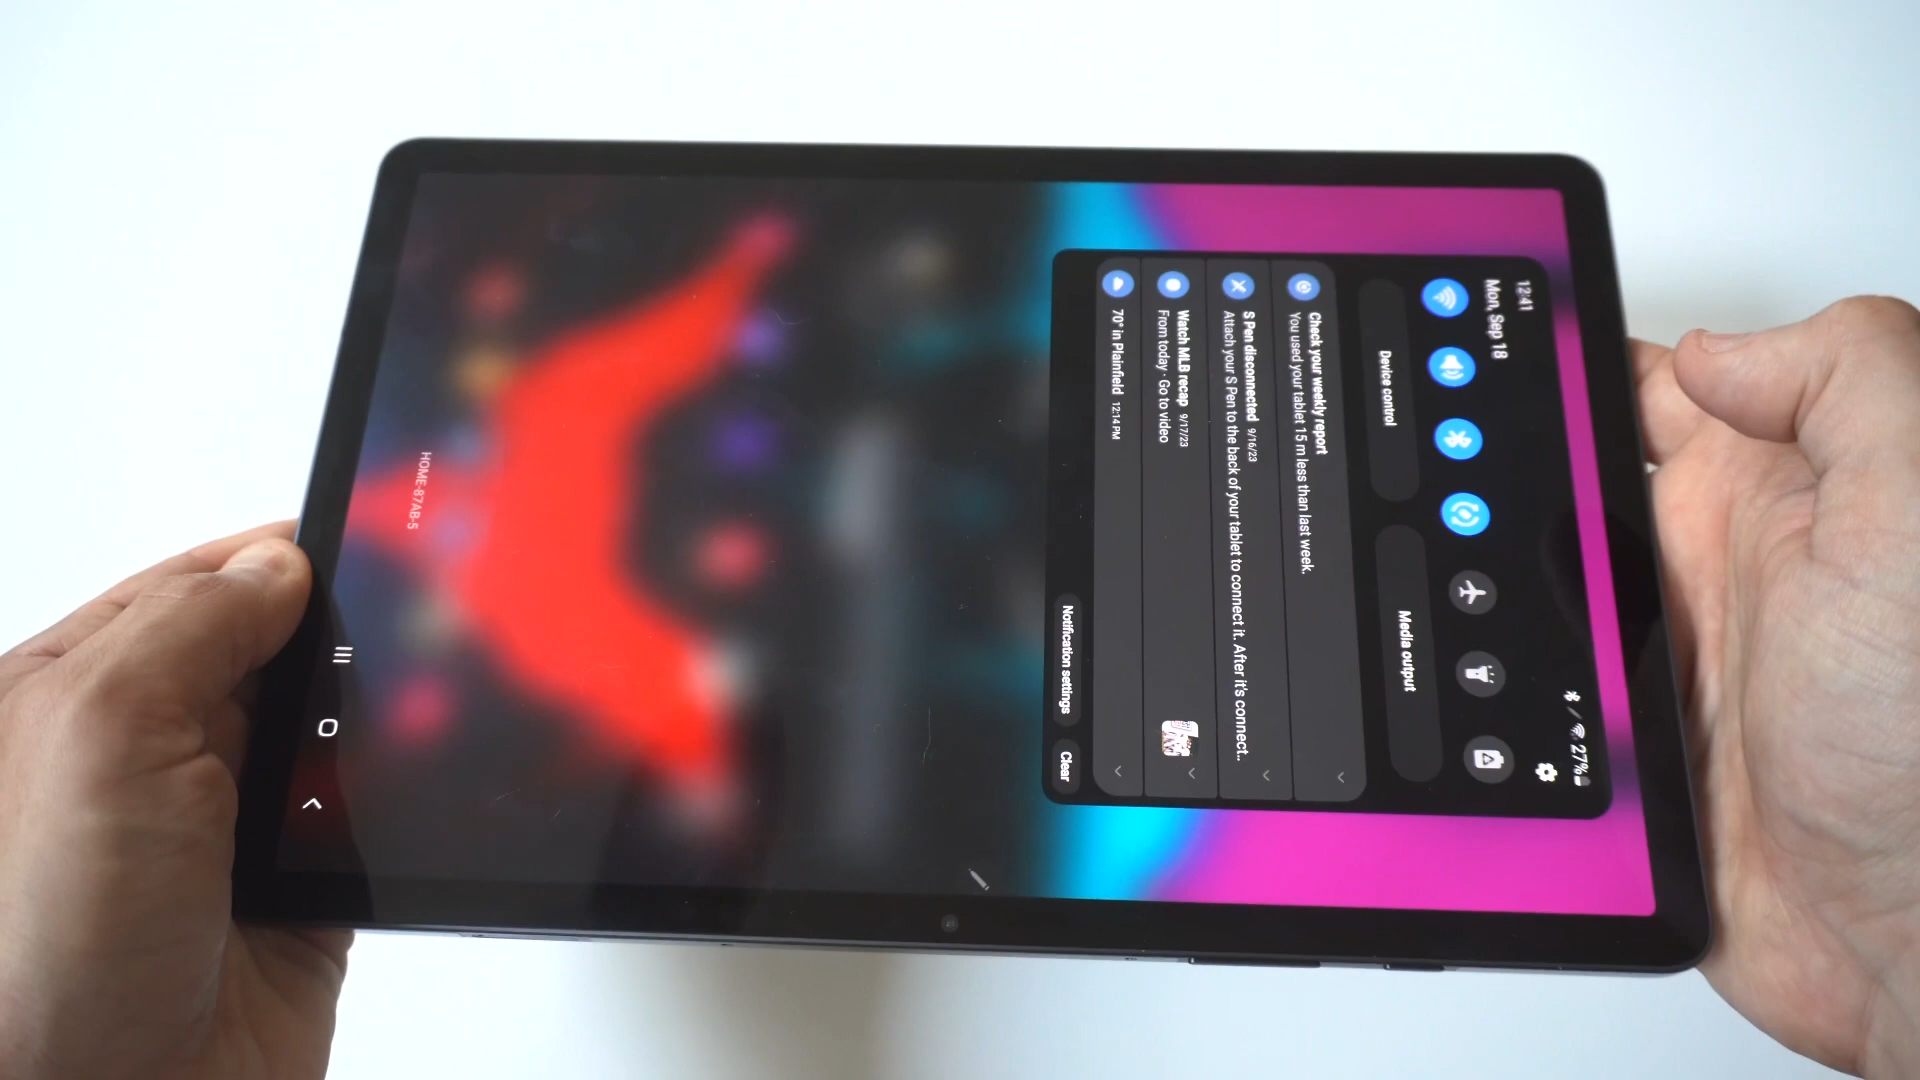 12:41
27%
Mon, Sep 18
Device control
Media output
Check your weekly report
You used your tablet 15 m less than last week.
S Pen disconnected 9/16/23
Attach your S Pen to the back of your tablet to connect it. After it's connect...
Watch MLB recap 9/17/23
From today · Go to video
70° in Plainfield 12:14 PM
Notification settings
Clear
HOME-87AB-5